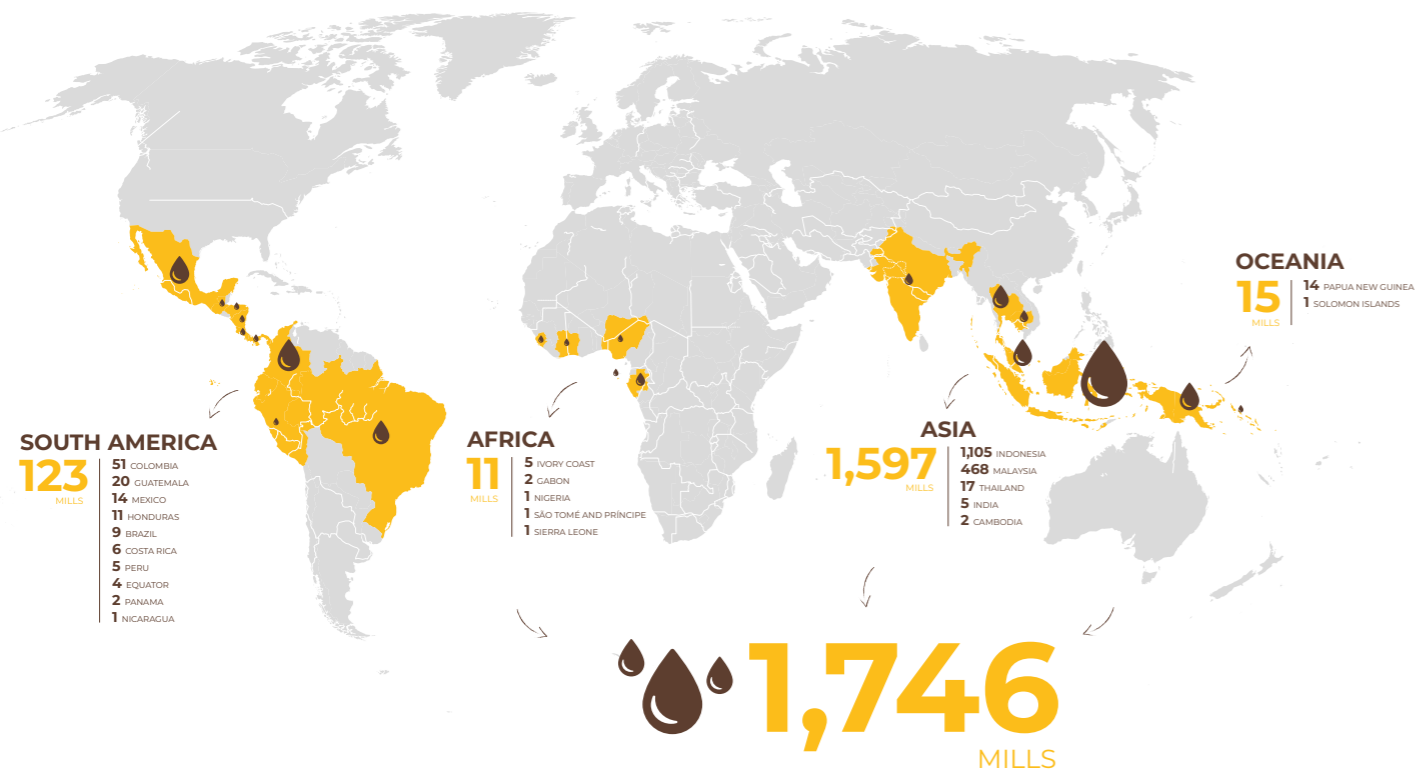 SOUTH AMERICA
123
MILLS
51 COLOMBIA
20 GUATEMALA
14 MEXICO
11 HONDURAS
9 BRAZIL
6 COSTA RICA
5 PERU
4 EQUATOR
2 PANAMA
1 NICARAGUA
AFRICA
11
MILLS
5 IVORY COAST
2 GABON
1 NIGERIA
1 SÃO TOMÉ AND PRÍNCIPE
1 SIERRA LEONE
ASIA
1,597
MILLS
1,105 INDONESIA
468 MALAYSIA
17 THAILAND
5 INDIA
2 CAMBODIA
OCEANIA
15
MILLS
14 PAPUA NEW GUINEA
1 SOLOMON ISLANDS
1,746
MILLS